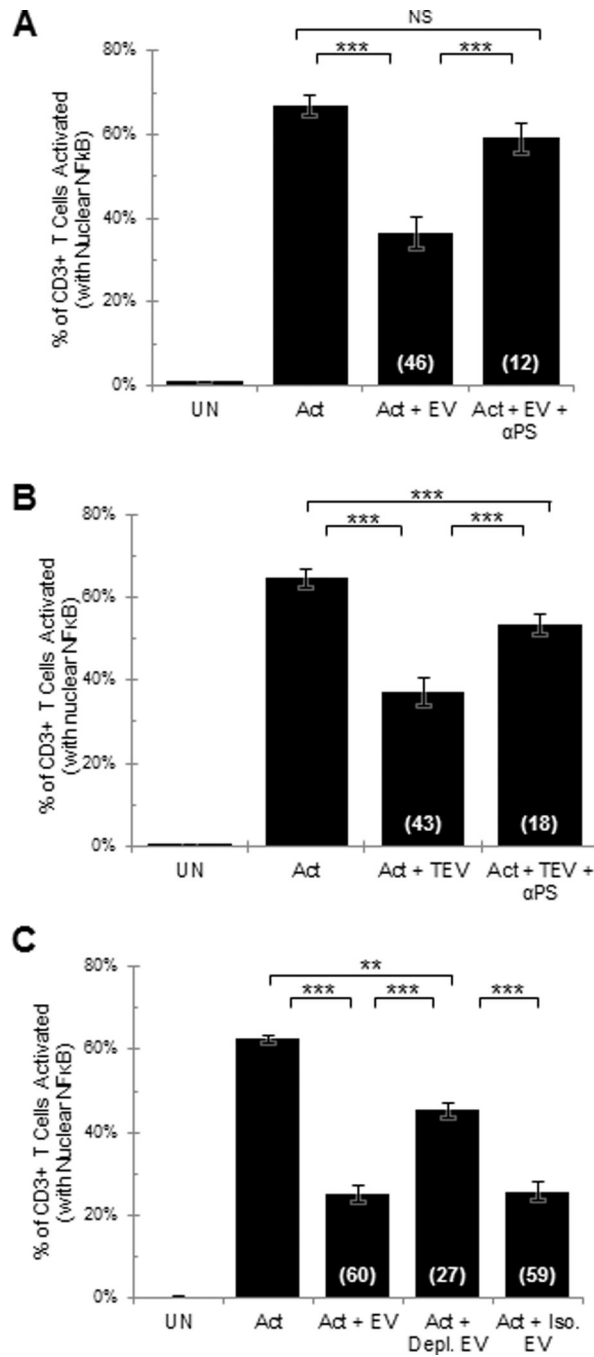 A
NS
*** ***
% of CD3+ T Cells Activated
(with Nuclear NFκB)
80%
60%
40%
20%
0%
(46) (12)
UN Act Act + EV Act + EV +
αPS
B
***
*** ***
% of CD3+ T Cells Activated
(with nuclear NFκB)
80%
60%
40%
20%
0%
(43) (18)
UN Act Act + TEV Act + TEV +
αPS
C
**
*** *** ***
% of CD3+ T Cells Activated
(with Nuclear NFκB)
80%
60%
40%
20%
0%
(60) (27) (59)
UN Act Act + EV Act + Act + Iso.
Depl. EV EV